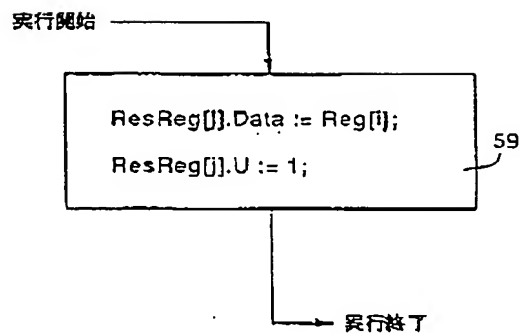 実行開始
ResReg[j].Data := Reg[i];
ResReg[j].U := 1;
59
実行終了